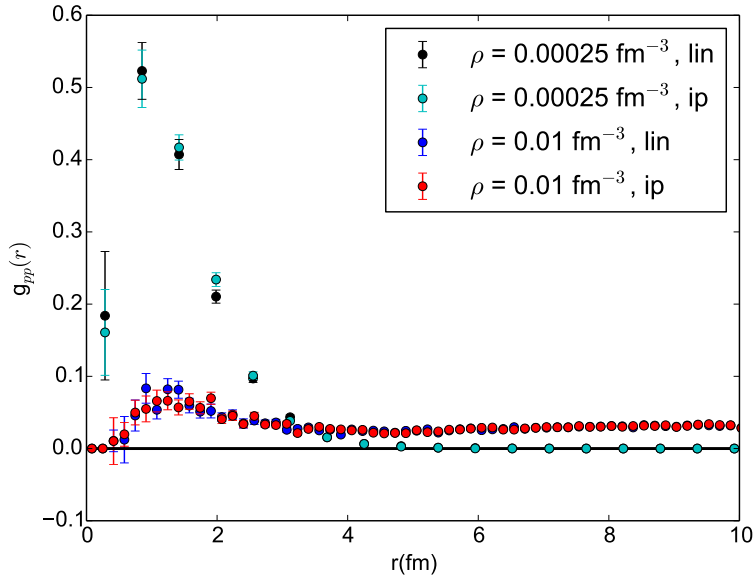 0.6
0.5
0.4
0.3
0.2
0.1
0.0
−0.1
g_{pp}(r)
ρ = 0.00025 fm^{−3}, lin
ρ = 0.00025 fm^{−3}, ip
ρ = 0.01 fm^{−3}, lin
ρ = 0.01 fm^{−3}, ip
0 2 4 6 8 10
r(fm)